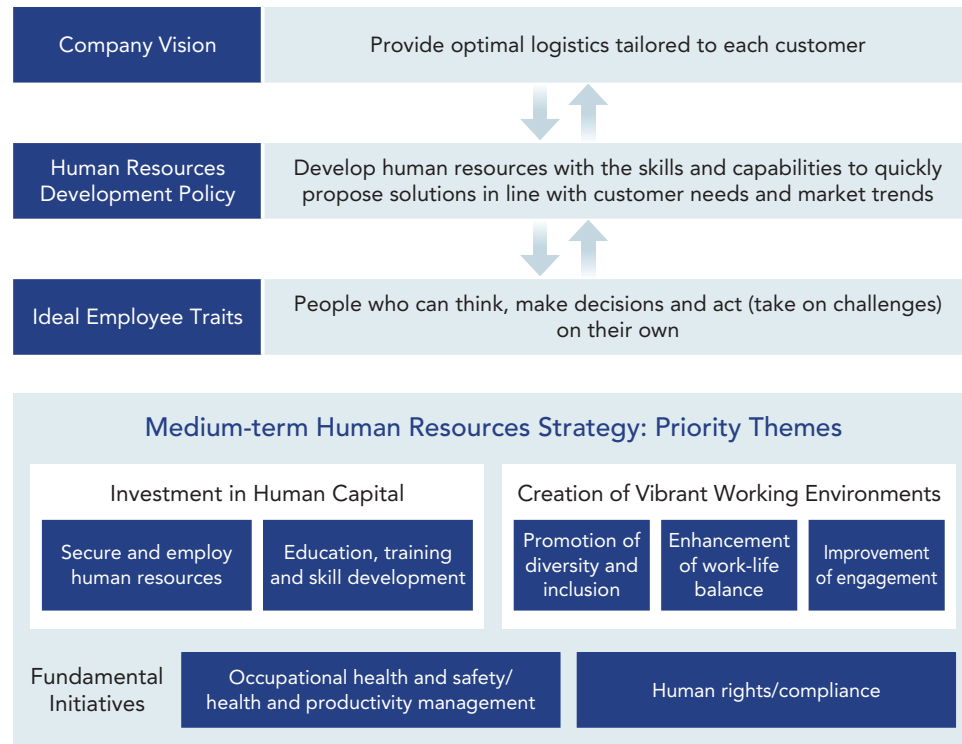 Company Vision
Provide optimal logistics tailored to each customer
Human Resources
Development Policy
Develop human resources with the skills and capabilities to quickly
propose solutions in line with customer needs and market trends
Ideal Employee Traits
People who can think, make decisions and act (take on challenges)
on their own
Medium-term Human Resources Strategy: Priority Themes
Investment in Human Capital
Secure and employ
human resources
Education, training
and skill development
Creation of Vibrant Working Environments
Promotion of
diversity and
inclusion
Enhancement
of work-life
balance
Improvement
of engagement
Fundamental
Initiatives
Occupational health and safety/
health and productivity management
Human rights/compliance